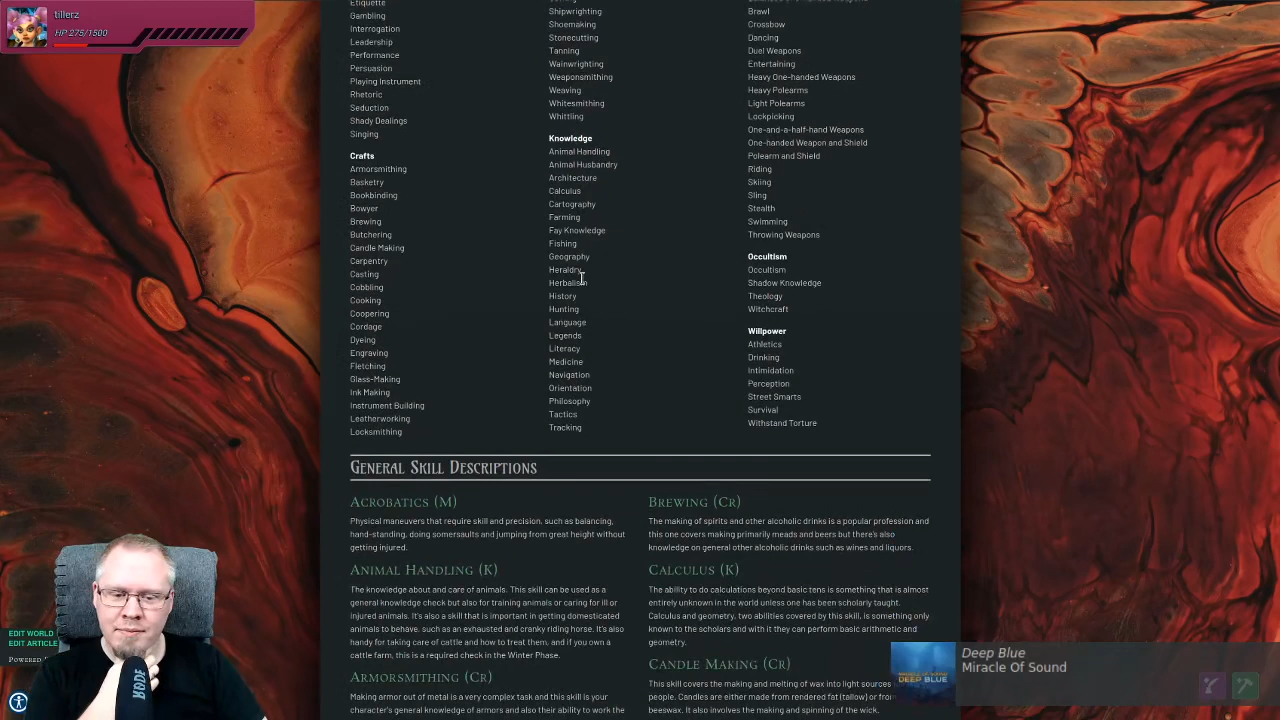 tillerz
HP 275/1500
Etiquette
Gambling
Interrogation
Leadership
Performance
Persuasion
Playing Instrument
Rhetoric
Seduction
Shady Dealings
Singing
Crafts
Armorsmithing
Basketry
Bookbinding
Bowyer
Brewing
Butchering
Candle Making
Carpentry
Casting
Cobbling
Cooking
Coopering
Cordage
Dyeing
Engraving
Fletching
Glass-Making
Ink Making
Instrument Building
Leatherworking
Locksmithing
Shipwrighting
Shoemaking
Stonecutting
Tanning
Wainwrighting
Weaponsmithing
Weaving
Whitesmithing
Whittling
Knowledge
Animal Handling
Animal Husbandry
Architecture
Calculus
Cartography
Farming
Fay Knowledge
Fishing
Geography
Heraldry
Herbalism
History
Hunting
Language
Legends
Literacy
Medicine
Navigation
Orientation
Philosophy
Tactics
Tracking
Brawl
Crossbow
Dancing
Duel Weapons
Entertaining
Heavy One-handed Weapons
Heavy Polearms
Light Polearms
Lockpicking
One-and-a-half-hand Weapons
One-handed Weapon and Shield
Polearm and Shield
Riding
Skiing
Sling
Stealth
Swimming
Throwing Weapons
Occultism
Occultism
Shadow Knowledge
Theology
Witchcraft
Willpower
Athletics
Drinking
Intimidation
Perception
Street Smarts
Survival
Withstand Torture
General Skill Descriptions
Acrobatics (M)
Physical maneuvers that require skill and precision, such as balancing,
hand-standing, doing somersaults and jumping from great height without
getting injured.
Animal Handling (K)
The knowledge about and care of animals. This skill can be used as a
general knowledge check but also for training animals or caring for ill or
injured animals. It's also a skill that is important in getting domesticated
animals to behave, such as an exhausted and cranky riding horse. It's also
handy for taking care of cattle and how to treat them, and if you own a
cattle farm, this is a required check in the Winter Phase.
Armorsmithing (Cr)
Making armor out of metal is a very complex task and this skill is your
character's general knowledge of armors and also their ability to work the
Brewing (Cr)
The making of spirits and other alcoholic drinks is a popular profession and
this one covers making primarily meads and beers but there's also
knowledge on general other alcoholic drinks such as wines and liquors.
Calculus (K)
The ability to do calculations beyond basic tens is something that is almost
entirely unknown in the world unless one has been scholarly taught.
Calculus and geometry, two abilities covered by this skill, is something only
known to the scholars and with it they can perform basic arithmetic and
geometry.
Candle Making (Cr)
This skill covers the making and melting of wax into light sources
people. Candles are either made from rendered fat (tallow) or from
beeswax. It also involves the making and spinning of the wick.
EDIT WORLD
EDIT ARTICLE
RODE
MIRACLE OF SOUND
DEEP BLUE
Deep Blue
Miracle Of Sound